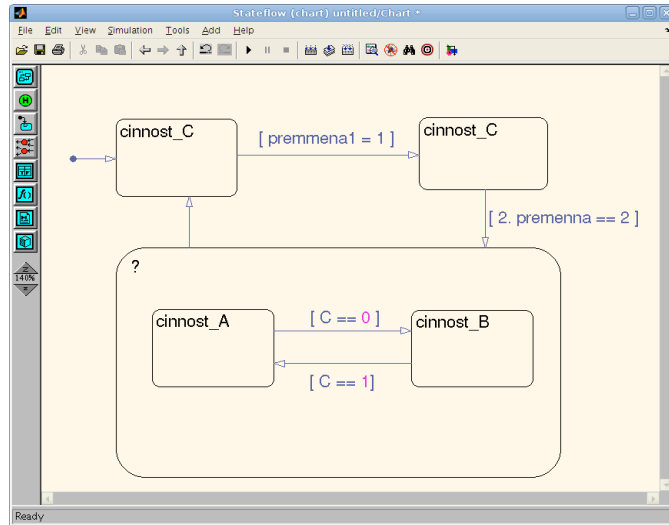 Stateflow (chart) untitled/Chart *
File Edit View Simulation Tools Add Help
cinnost_C
[ premmena1 = 1 ]
cinnost_C
[ 2. premenna == 2 ]
?
cinnost_A
[ C == 0 ]
cinnost_B
[ C == 1]
140%
Ready